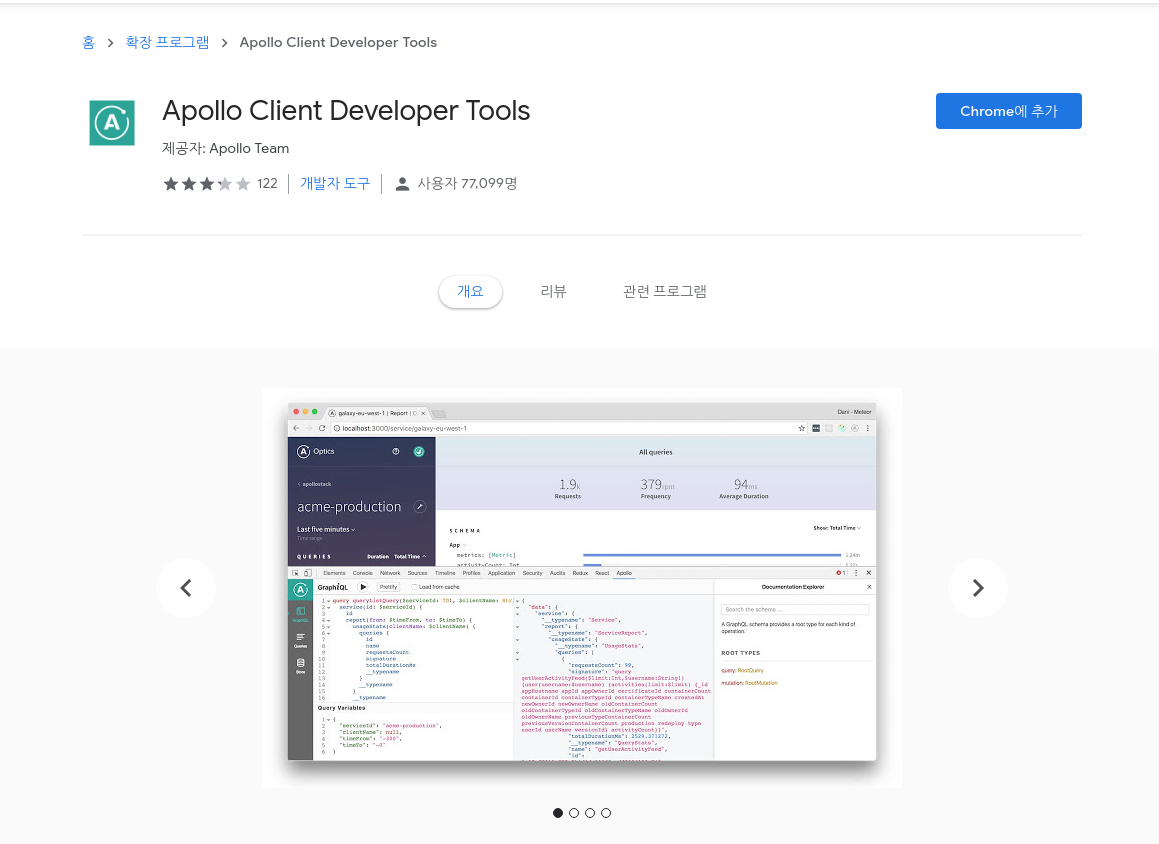 홈 > 확장 프로그램 > Apollo Client Developer Tools
Apollo Client Developer Tools
Chrome에 추가
제공자: Apollo Team
122 개발자 도구 사용자 77,099명
개요 리뷰 관련 프로그램
galaxy-eu-west-1 | Report |
Dani - Meteor
localhost:3000/service/galaxy-eu-west-1
Optics
All queries
‹ apollostack
1.9k 379rpm 94ms
Requests Frequency Average Duration
acme-production
Last five minutes
Time range
SCHEMA
Show: Total Time
App
QUERIES Duration Total Time
metrics: [Metric] 1.24m
activityCount: Int
Elements Console Network Sources Timeline Profiles Application Security Audits Redux React Apollo 1
GraphiQL Prettify Load from cache
Documentation Explorer
GraphiQL
Queries
Store
1 query queryListQuery($serviceId: ID!, $clientName: Str
2 service(id: $serviceId) {
3 id
4 report(from: $timeFrom, to: $timeTo) {
5 usageStats(clientName: $clientName) {
6 queries {
7 id
8 name
9 requestsCount
10 signature
11 totalDurationMs
12 __typename
13 }
14 __typename
15 }
16 __typename
Query Variables
1 {
2 "serviceId": "acme-production",
3 "clientName": null,
4 "timeFrom": "-300",
5 "timeTo": "-0"
6 }
{
"data": {
"service": {
"__typename": "Service",
"report": {
"__typename": "ServiceReport",
"usageStats": {
"__typename": "UsageStats",
"queries": [
{
"requestsCount": 99,
"signature": "query
getUserActivityFeed($limit:Int,$username:String!)
{user(username:$username) {activities(limit:$limit) {_id
appHostname appId appOwnerId certificateId containerCount
containerId containerTypeId containerTypeName createdAt
newOwnerId newOwnerName oldContainerCount
oldContainerTypeId oldContainerTypeName oldOwnerId
oldOwnerName previousTypeContainerCount
previousVersionContainerCount production redeploy type
userId userName versionId} activityCount}}",
"totalDurationMs": 2529.371272,
"__typename": "QueryStats",
"name": "getUserActivityFeed",
"id":
Search the schema ...
A GraphQL schema provides a root type for each kind of
operation.
ROOT TYPES
query: RootQuery
mutation: RootMutation